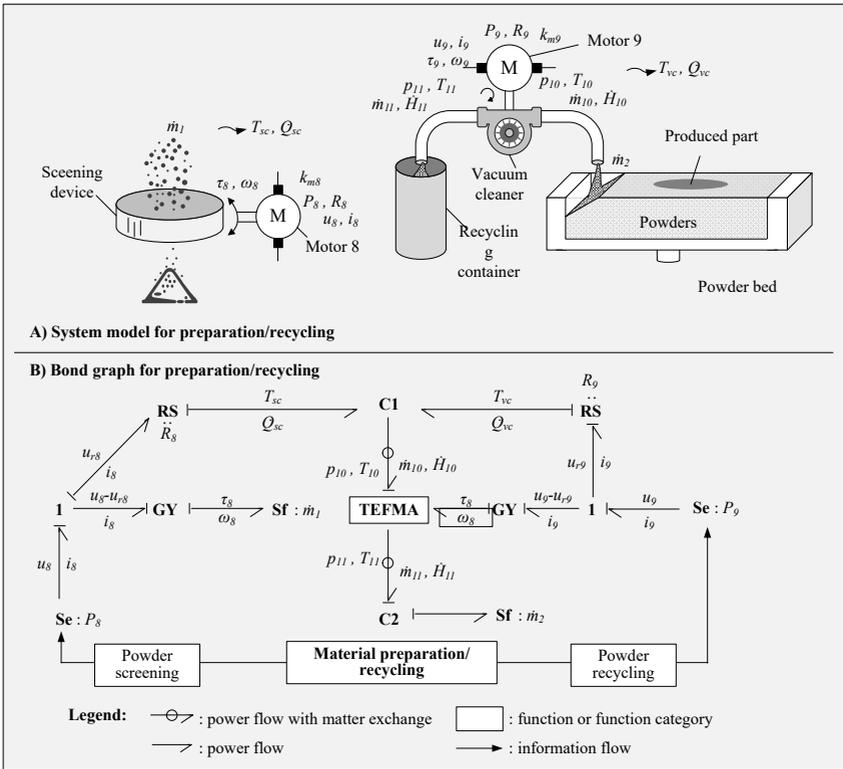 P9 , R9 km9
u9 , i9
Motor 9
τ9 , ω9
M
Tvc , Qvc
p11 , T11
p10 , T10
ṁ11 , Ḣ11
ṁ10 , Ḣ10
ṁ1
Tsc , Qsc
Produced part
Sceening
device
km8
τ8 , ω8
P8 , R8
M
u8 , i8
Motor 8
Vacuum
cleaner
ṁ2
Powders
Recyclin
g
container
Powder bed
A) System model for preparation/recycling
B) Bond graph for preparation/recycling
R9
RS
Tsc
C1
Tvc
RS
R8
Qsc
Qvc
ur8
i8
p10 , T10
ṁ10 , Ḣ10
ur9
i9
1
u8-ur8
i8
GY
τ8
ω8
Sf : ṁ1
TEFMA
τ8
ω8
GY
u9-ur9
i9
1
u9
i9
Se : P9
u8
i8
p11 , T11
ṁ11 , Ḣ11
C2
Sf : ṁ2
Se : P8
Powder
screening
Material preparation/
recycling
Powder
recycling
Legend:
: power flow with matter exchange
: function or function category
: power flow
: information flow